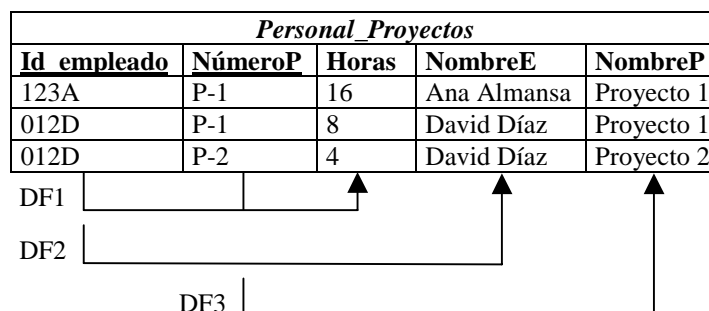 Personal_Proyectos
Id_empleado NúmeroP Horas NombreE NombreP
123A P-1 16 Ana Almansa Proyecto 1
012D P-1 8 David Díaz Proyecto 1
012D P-2 4 David Díaz Proyecto 2
DF1
DF2
DF3